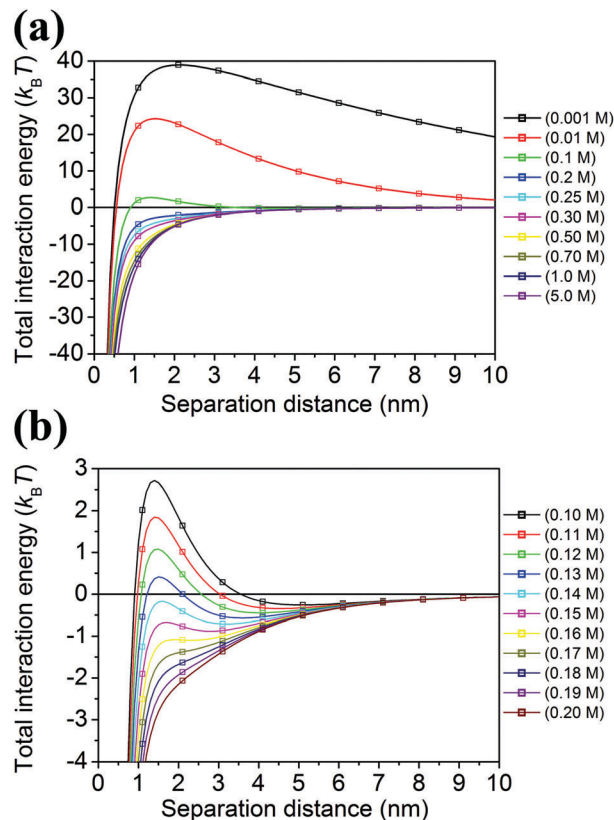 (a)
Total interaction energy (k_BT)
40
30
20
10
0
-10
-20
-30
-40
0 1 2 3 4 5 6 7 8 9 10
Separation distance (nm)
(0.001 M)
(0.01 M)
(0.1 M)
(0.2 M)
(0.25 M)
(0.30 M)
(0.50 M)
(0.70 M)
(1.0 M)
(5.0 M)
(b)
Total interaction energy (k_BT)
3
2
1
0
-1
-2
-3
-4
0 1 2 3 4 5 6 7 8 9 10
Separation distance (nm)
(0.10 M)
(0.11 M)
(0.12 M)
(0.13 M)
(0.14 M)
(0.15 M)
(0.16 M)
(0.17 M)
(0.18 M)
(0.19 M)
(0.20 M)